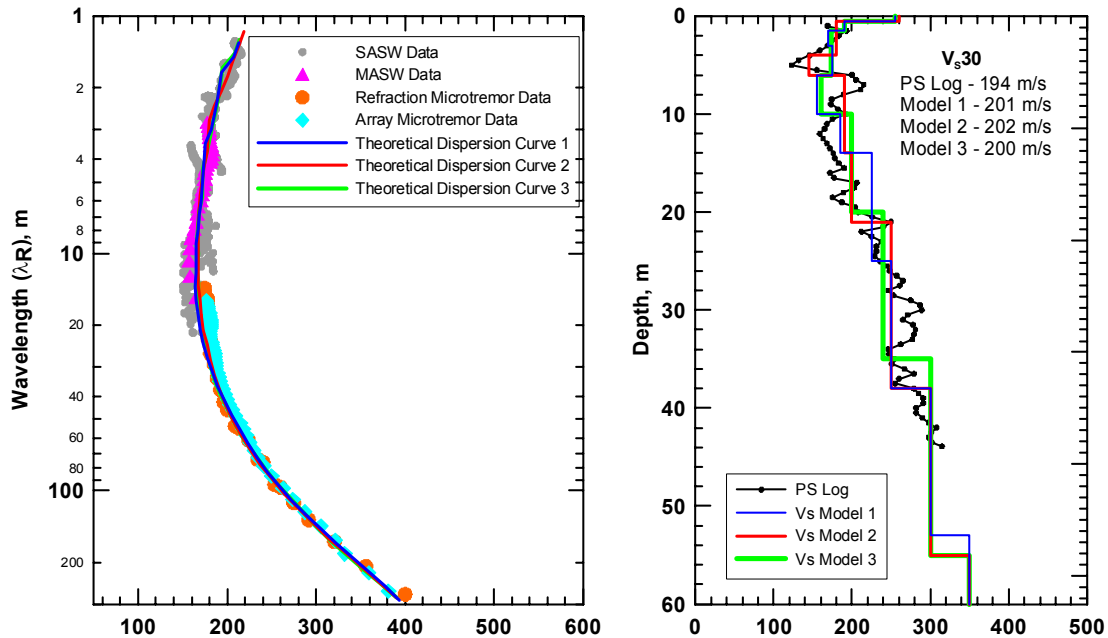 1
2
4
6
8
10
20
40
60
80
100
200
Wavelength (λR), m
100
200
300
400
500
600
SASW Data
MASW Data
Refraction Microtremor Data
Array Microtremor Data
Theoretical Dispersion Curve 1
Theoretical Dispersion Curve 2
Theoretical Dispersion Curve 3
0
10
20
30
40
50
60
Depth, m
0
100
200
300
400
500
Vs30
PS Log - 194 m/s
Model 1 - 201 m/s
Model 2 - 202 m/s
Model 3 - 200 m/s
PS Log
Vs Model 1
Vs Model 2
Vs Model 3